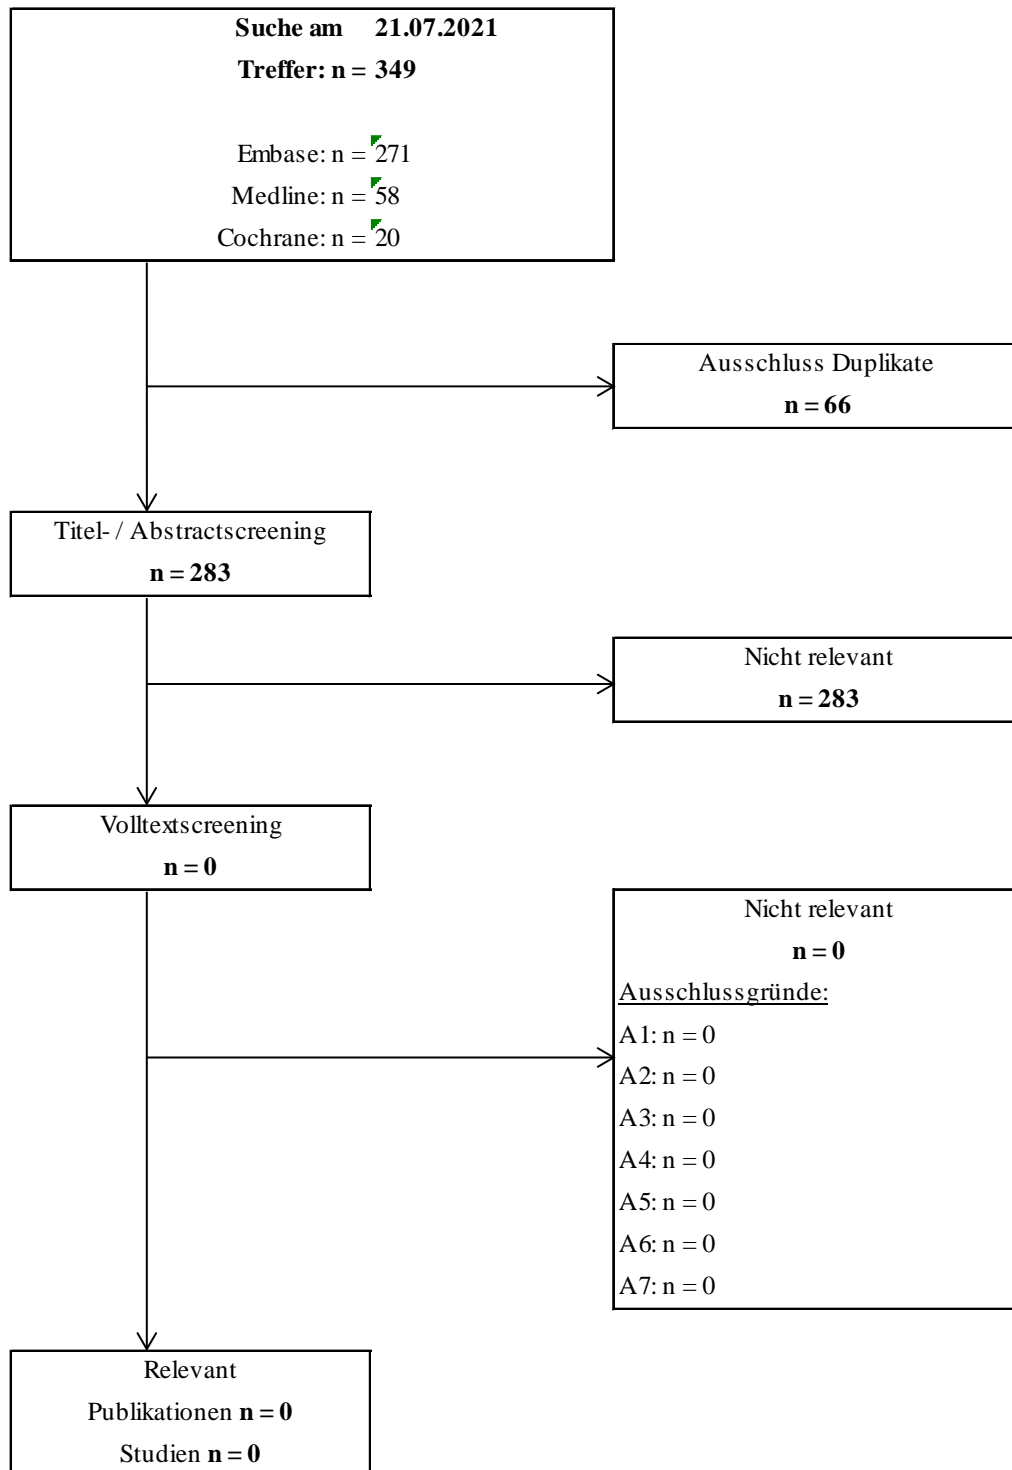 Suche am 21.07.2021
Treffer: n = 349
Embase: n = 271
Medline: n = 58
Cochrane: n = 20
Ausschluss Duplikate
n = 66
Titel- / Abstractscreening
n = 283
Nicht relevant
n = 283
Volltextscreening
n = 0
Nicht relevant
n = 0
Ausschlussgründe:
A1: n = 0
A2: n = 0
A3: n = 0
A4: n = 0
A5: n = 0
A6: n = 0
A7: n = 0
Relevant
Publikationen n = 0
Studien n = 0